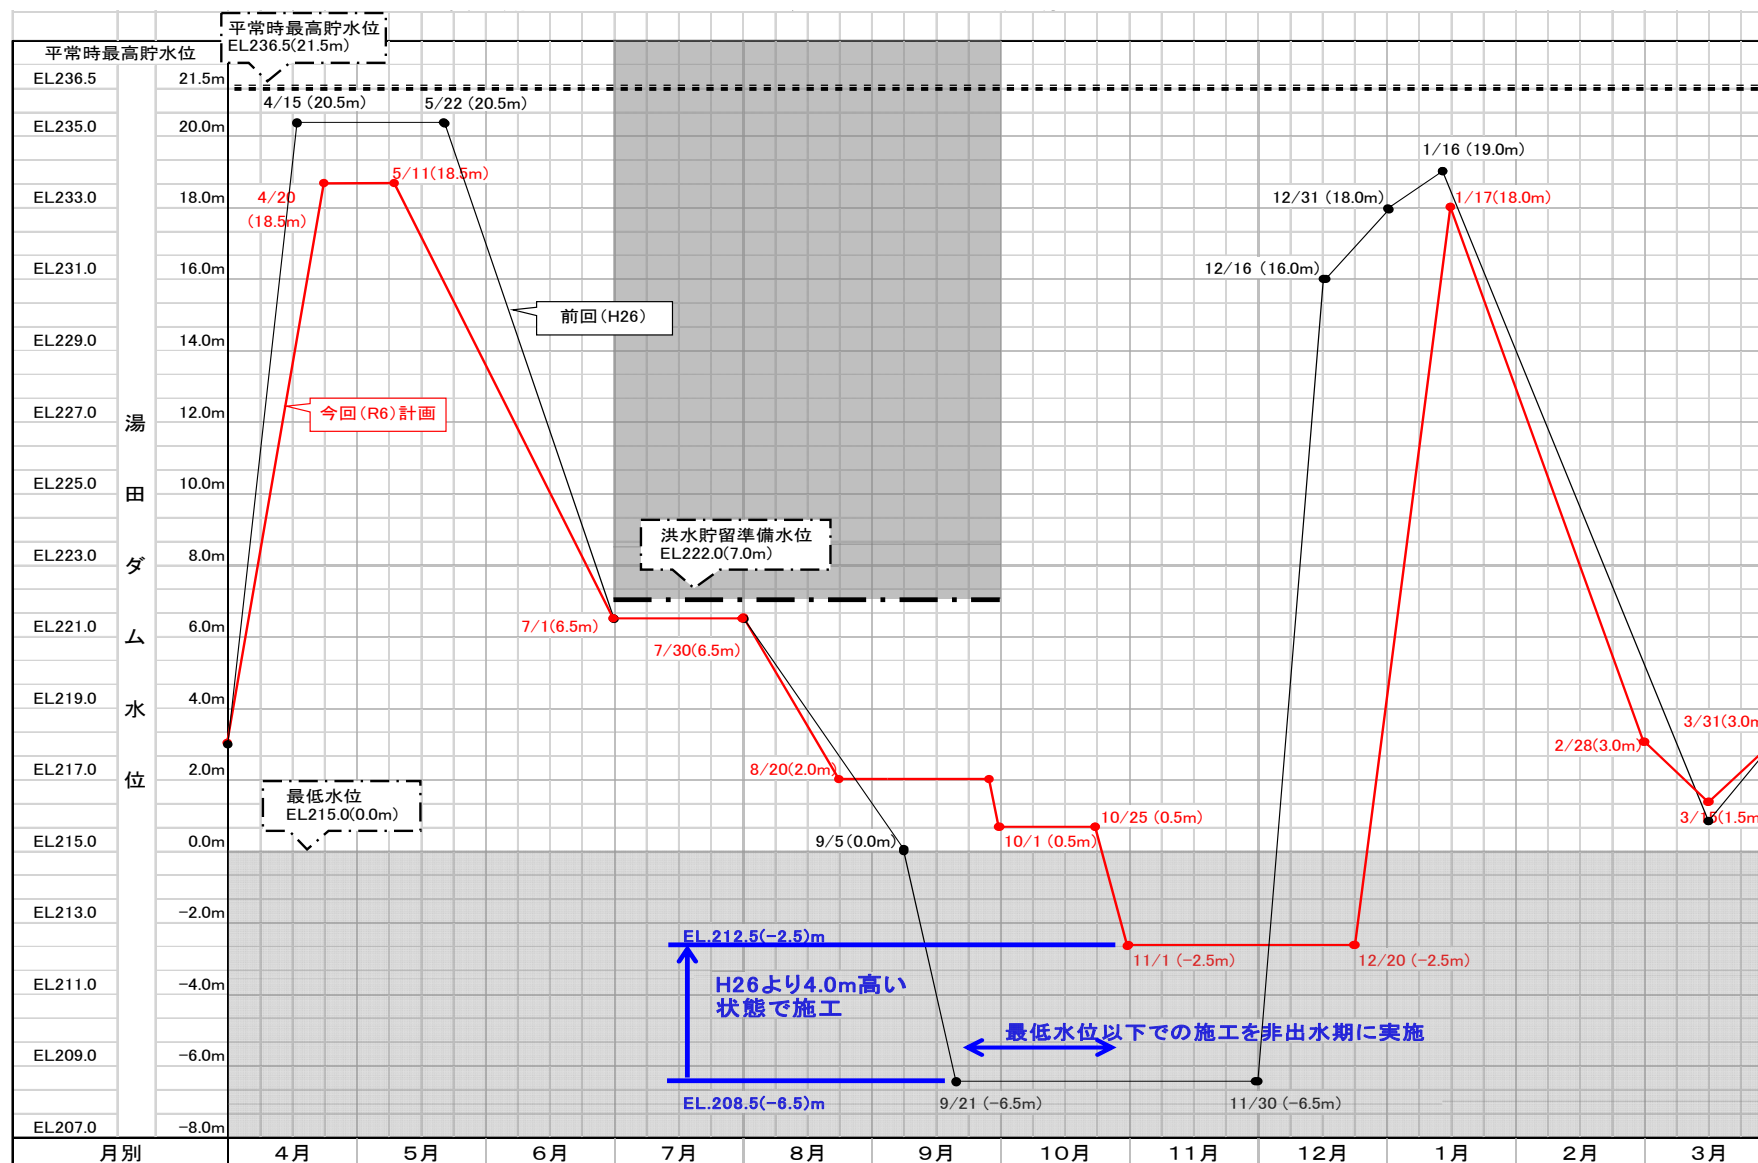 平常時最高貯水位
EL236.5(21.5m)
平常時最高貯水位
EL236.5 21.5m
4/15 (20.5m) 5/22 (20.5m)
EL235.0 20.0m
1/16 (19.0m)
5/11(18.5m)
4/20
(18.5m)
EL233.0 18.0m
12/31 (18.0m) 1/17(18.0m)
EL231.0 16.0m
12/16 (16.0m)
前回(H26)
EL229.0 14.0m
今回(R6)計画
EL227.0 12.0m
EL225.0 10.0m
洪水貯留準備水位
EL222.0(7.0m)
EL223.0 8.0m
EL221.0 6.0m
7/1(6.5m)
7/30(6.5m)
EL219.0 4.0m
3/31(3.0m
2/28(3.0m)
EL217.0 2.0m
8/20(2.0m)
最低水位
EL215.0(0.0m)
3/15(1.5m
10/25 (0.5m)
EL215.0 0.0m
9/5(0.0m)
10/1 (0.5m)
EL213.0 -2.0m
EL.212.5(-2.5)m
11/1 (-2.5m) 12/20 (-2.5m)
EL211.0 -4.0m
H26より4.0m高い
状態で施工
最低水位以下での施工を非出水期に実施
EL209.0 -6.0m
EL.208.5(-6.5)m
9/21 (-6.5m) 11/30 (-6.5m)
EL207.0 -8.0m
湯田ダム水位
月別 4月 5月 6月 7月 8月 9月 10月 11月 12月 1月 2月 3月